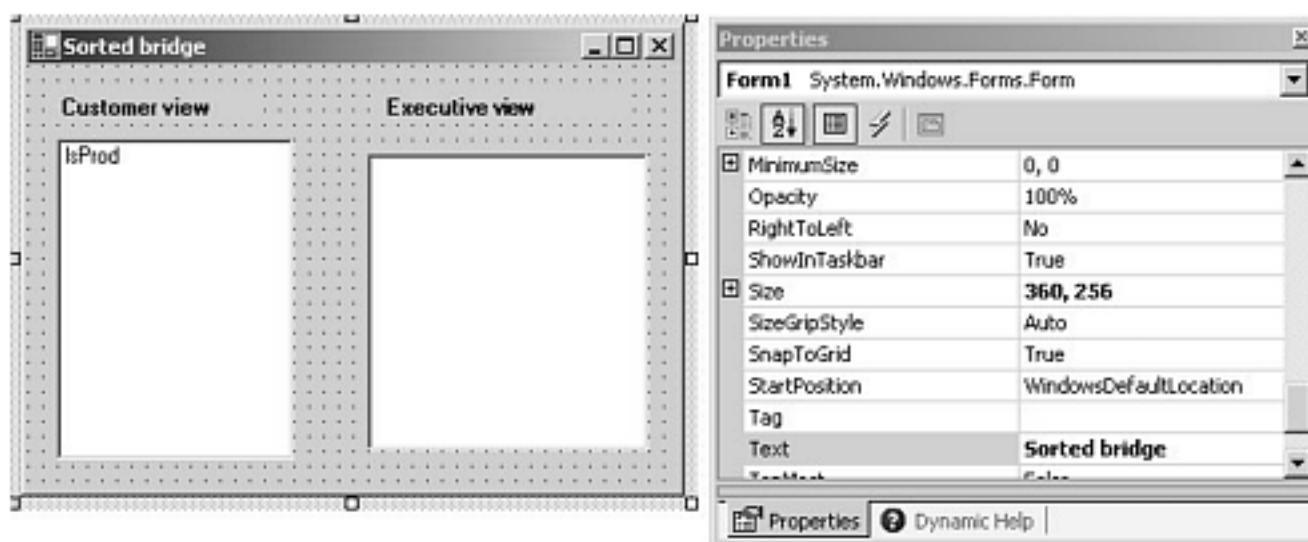 Sorted bridge
Customer view
Executive view
lsProd
Properties
Form1 System.Windows.Forms.Form
MinimumSize 0, 0
Opacity 100%
RightToLeft No
ShowInTaskbar True
Size 360, 256
SizeGripStyle Auto
SnapToGrid True
StartPosition WindowsDefaultLocation
Tag
Text Sorted bridge
Properties
Dynamic Help